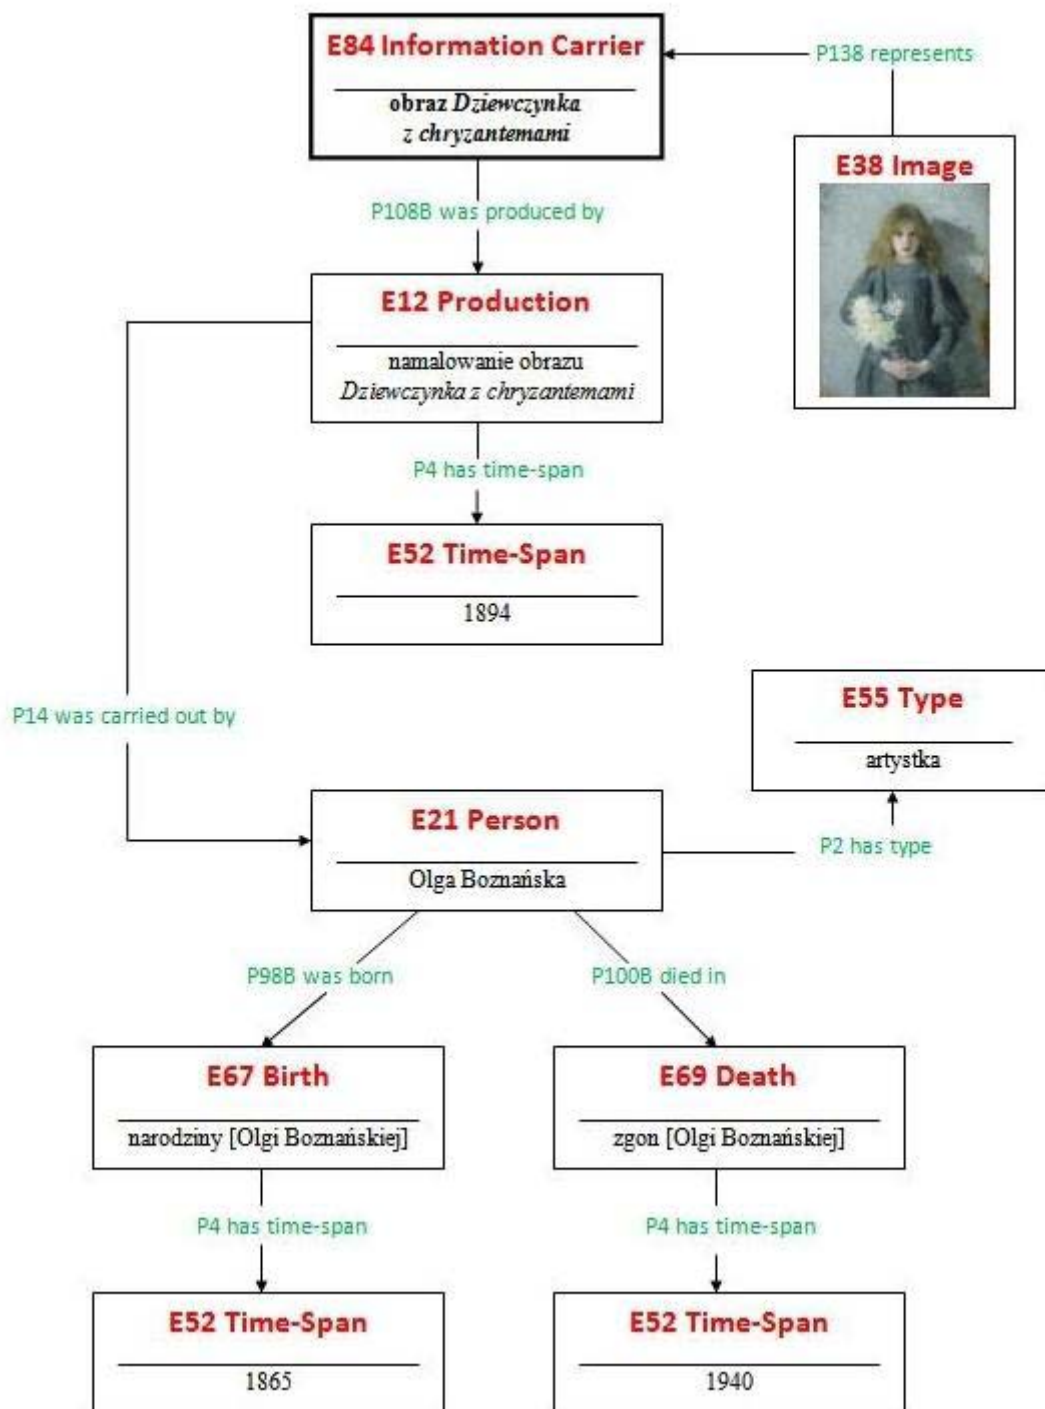 E84 Information Carrier
P138 represents
obraz Dziewczynka
z chryzantemami
E38 Image
P108B was produced by
E12 Production
namalowanie obrazu
Dziewczynka z chryzantemami
P4 has time-span
E52 Time-Span
1894
E55 Type
artystka
P14 was carried out by
E21 Person
Olga Boznańska
P2 has type
P98B was born
P100B died in
E67 Birth
narodziny [Olgi Boznańskiej]
E69 Death
zgon [Olgi Boznańskiej]
P4 has time-span
P4 has time-span
E52 Time-Span
1865
E52 Time-Span
1940